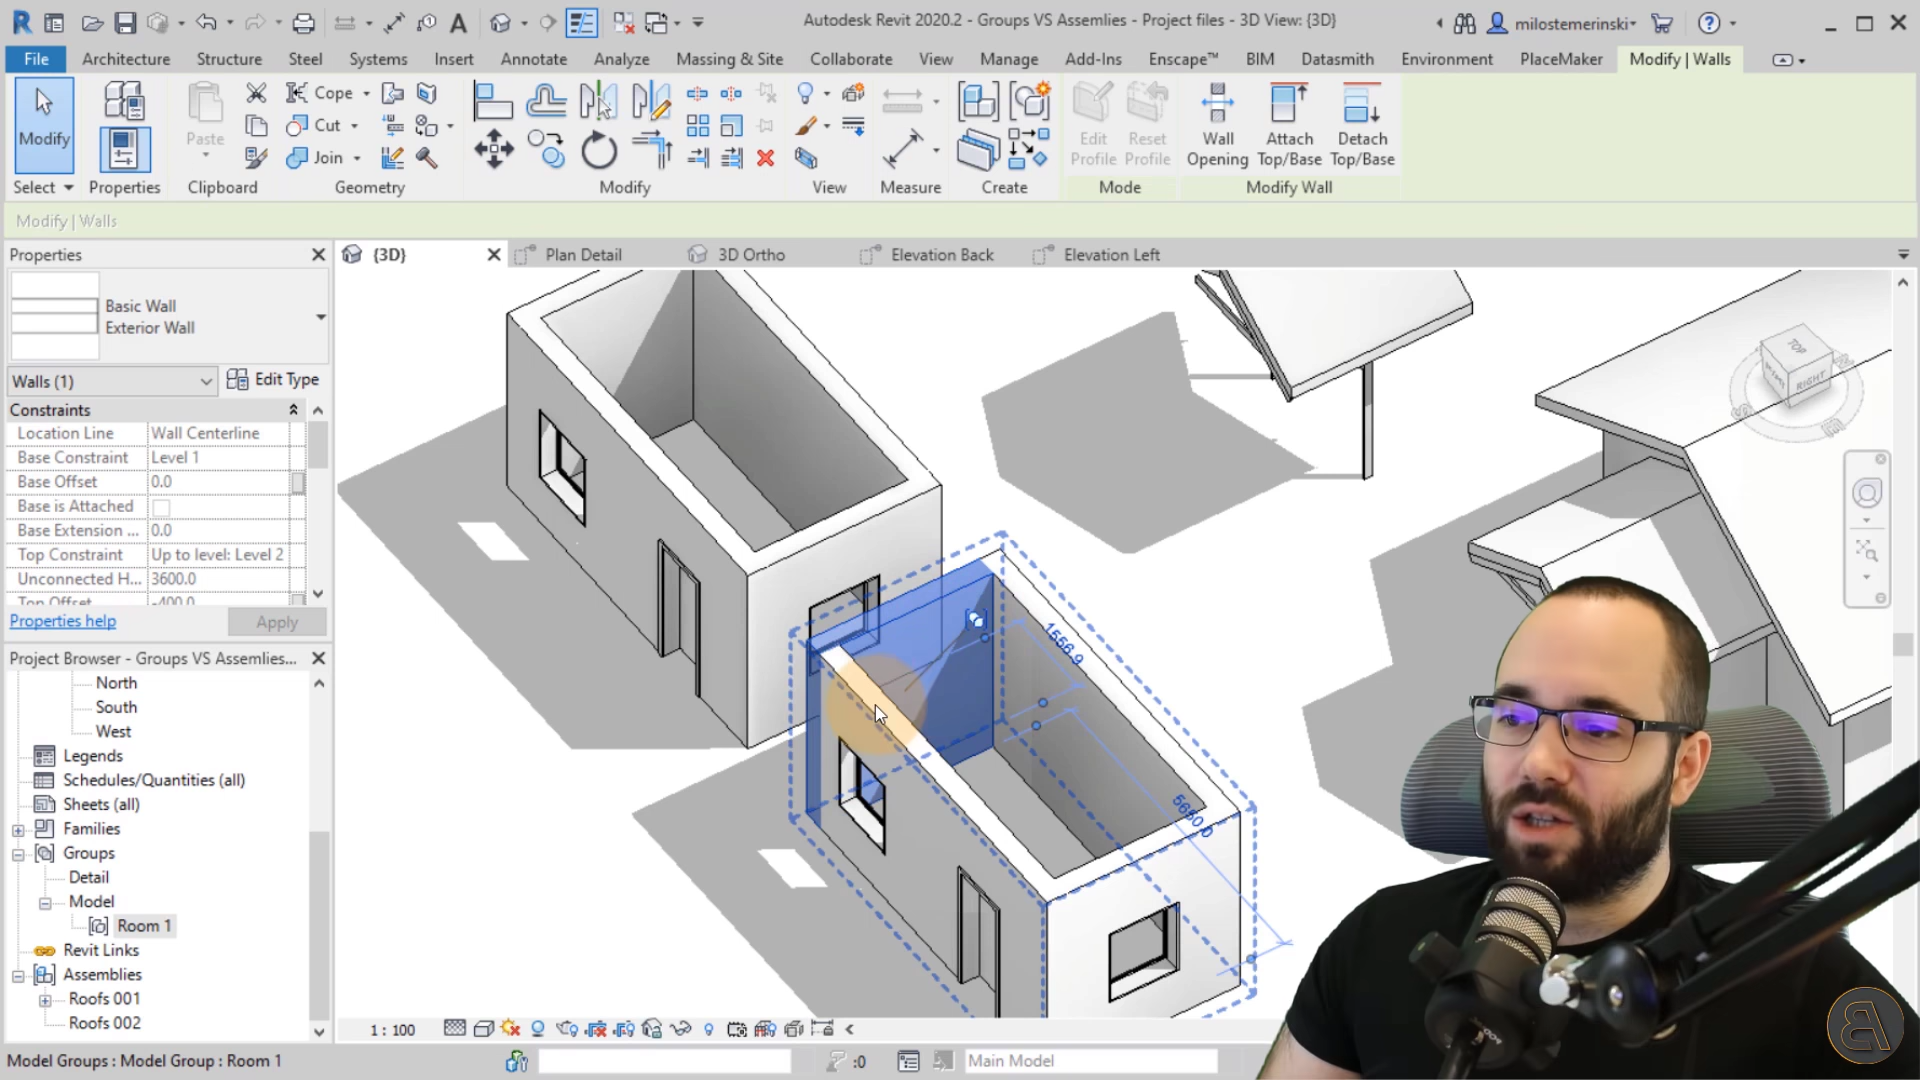 Autodesk Revit 2020.2 - Groups VS Assemlies - Project files - 3D View: {3D}
milostemerinski
File Architecture Structure Steel Systems Insert Annotate Analyze Massing & Site Collaborate View Manage Add-Ins Enscape™ BIM Datasmith Environment PlaceMaker Modify | Walls
Cope
Cut
Join
Modify
Paste
Edit Profile
Reset Profile
Wall Opening
Attach Top/Base
Detach Top/Base
Select Properties Clipboard Geometry Modify View Measure Create Mode Modify Wall
Modify | Walls
Properties
{3D} Plan Detail 3D Ortho Elevation Back Elevation Left
Basic Wall
Exterior Wall
Walls (1) Edit Type
Constraints
Location Line Wall Centerline
Base Constraint Level 1
Base Offset 0.0
Base is Attached
Base Extension ... 0.0
Top Constraint Up to level: Level 2
Unconnected H... 3600.0
Top Offset -400.0
Properties help Apply
Project Browser - Groups VS Assemlies...
North
South
West
Legends
Schedules/Quantities (all)
Sheets (all)
Families
Groups
Detail
Model
Room 1
Revit Links
Assemblies
Roofs 001
Roofs 002
1556.9
5650.0
TOP
RIGHT
1 : 100
Model Groups : Model Group : Room 1
:0
Main Model